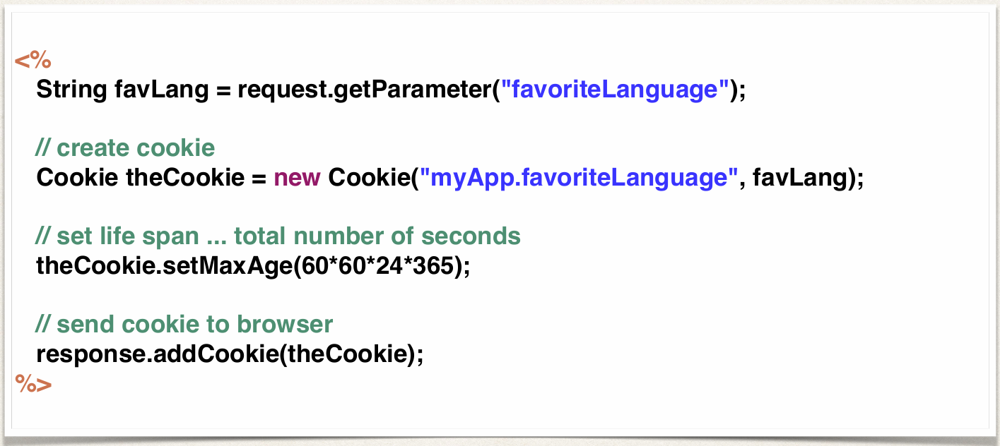 <%
String favLang = request.getParameter("favoriteLanguage");
// create cookie
Cookie theCookie = new Cookie("myApp.favoriteLanguage", favLang);
// set life span ... total number of seconds
theCookie.setMaxAge(60*60*24*365);
// send cookie to browser
response.addCookie(theCookie);
%>